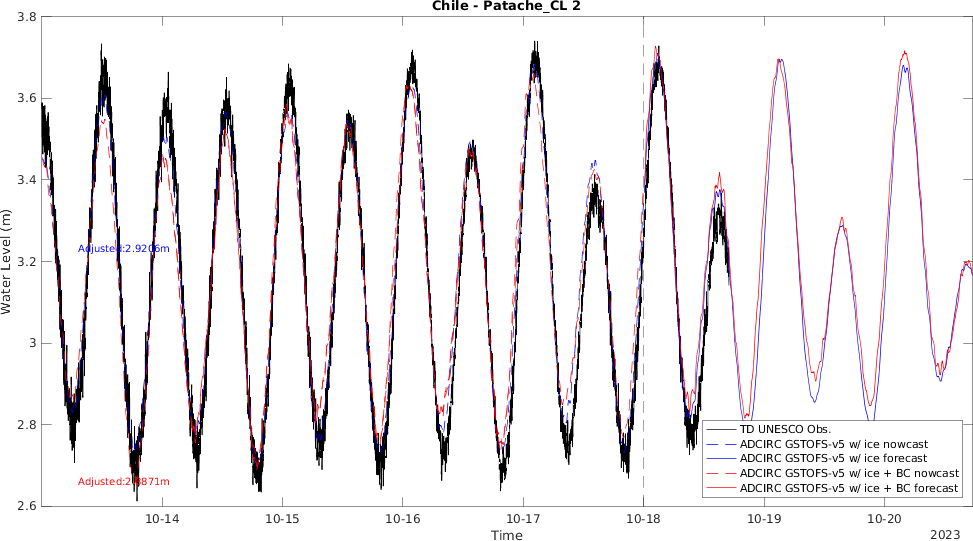 Chile - Patache_CL 2
3.8
3.6
3.4
3.2
3
2.8
2.6
Water Level (m)
Adjusted:2.9206m
Adjusted:2.8871m
TD UNESCO Obs.
ADCIRC GSTOFS-v5 w/ ice nowcast
ADCIRC GSTOFS-v5 w/ ice forecast
ADCIRC GSTOFS-v5 w/ ice + BC nowcast
ADCIRC GSTOFS-v5 w/ ice + BC forecast
10-14 10-15 10-16 10-17 10-18 10-19 10-20
Time
2023